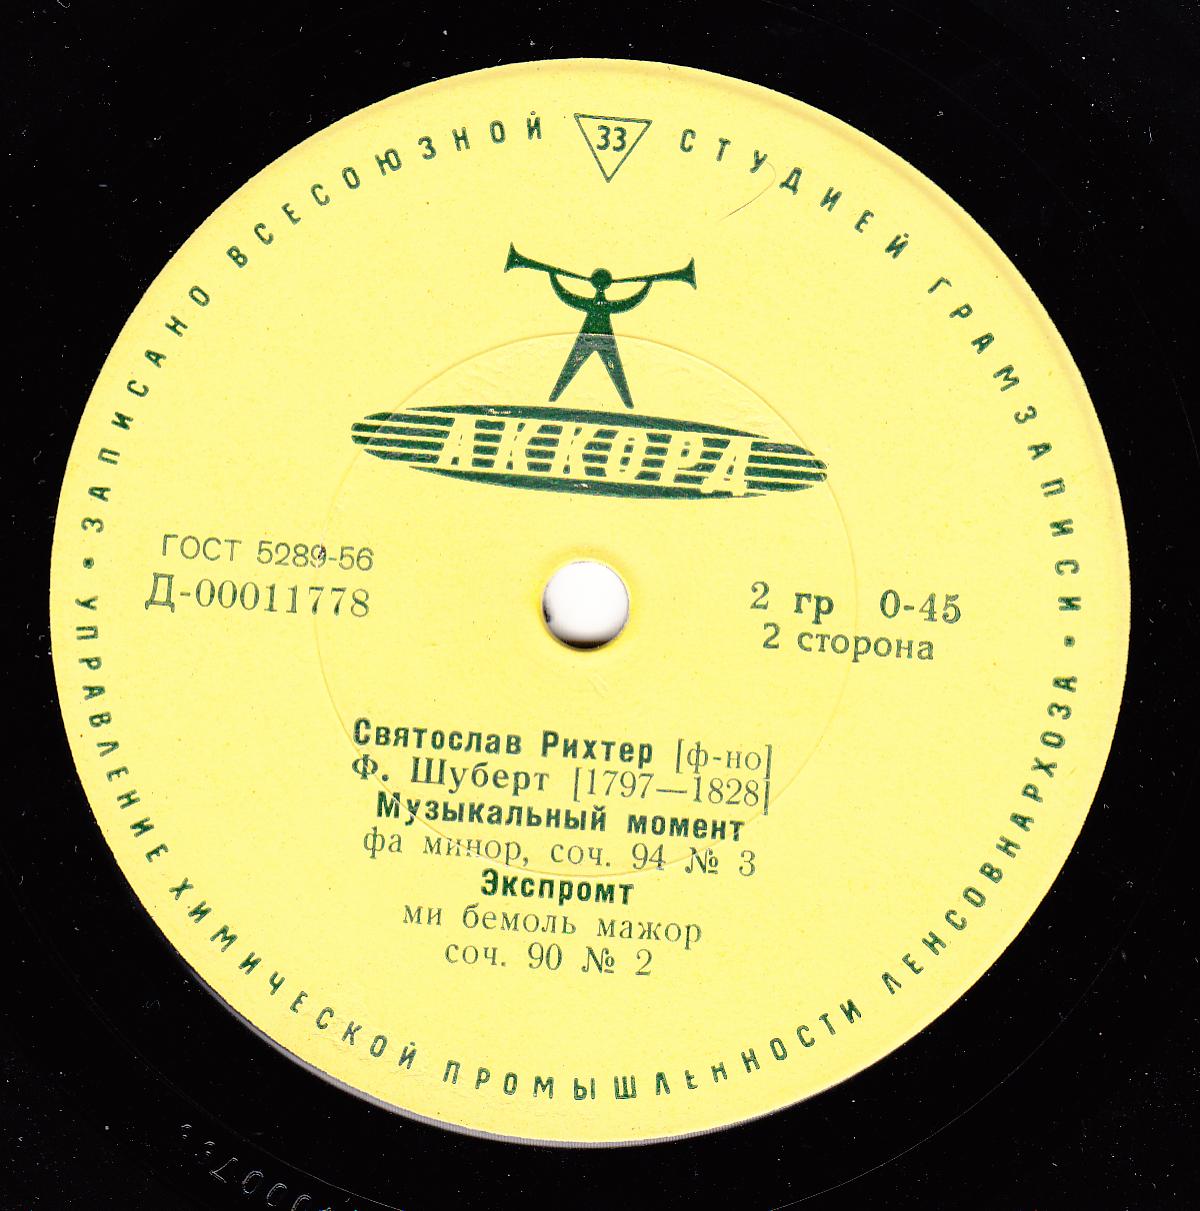 ЗАПИСАНО ВСЕСОЮЗНОЙ СТУДИЕЙ ГРАМЗАПИСИ •
33
АККОРД
ГОСТ 5289-56
Д-00011778
2 гр 0-45
2 сторона
Святослав Рихтер [ф-но]
Ф. Шуберт [1797—1828]
Музыкальный момент
фа минор, соч. 94 № 3
Экспромт
ми бемоль мажор
соч. 90 № 2
УПРАВЛЕНИЕ ХИМИЧЕСКОЙ ПРОМЫШЛЕННОСТИ ЛЕНСОВНАРХОЗА •